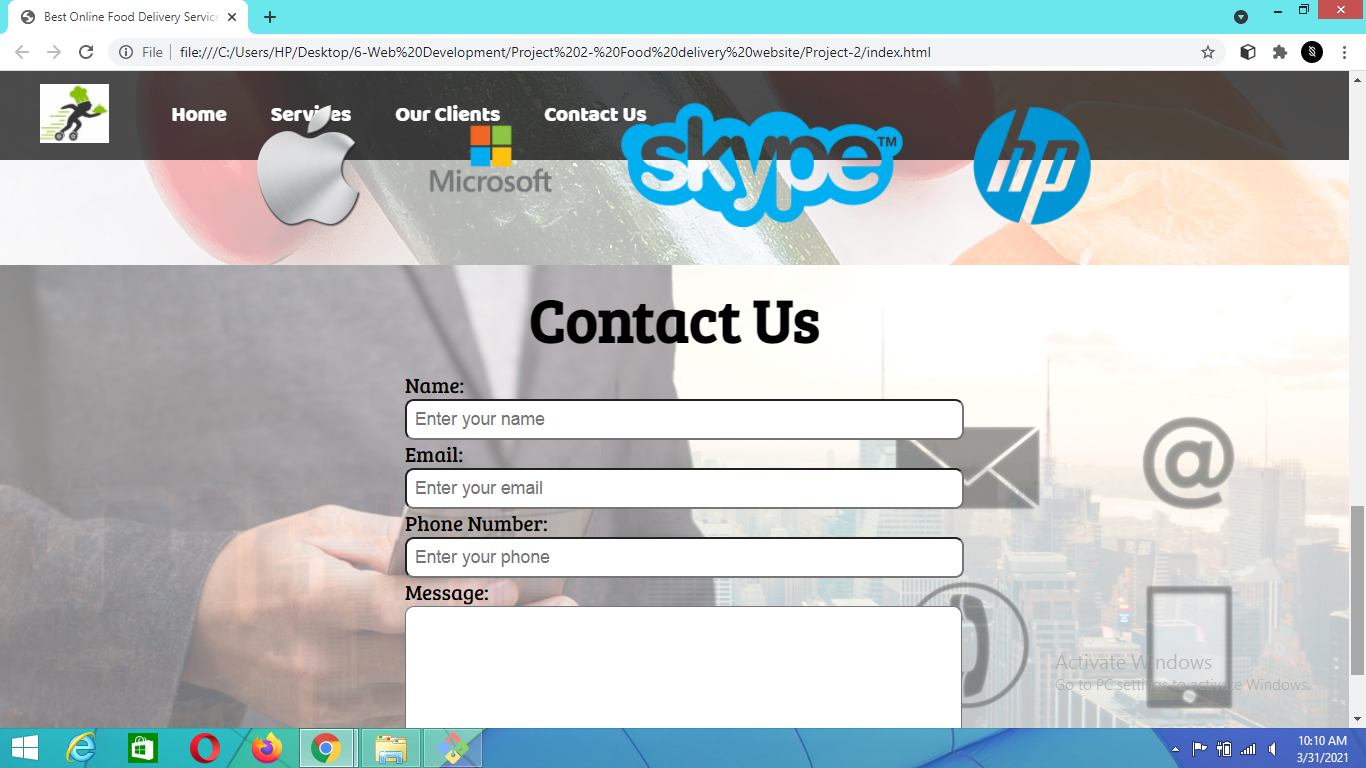 Best Online Food Delivery Service
File
file:///C:/Users/HP/Desktop/6-Web%20Development/Project%202-%20Food%20delivery%20website/Project-2/index.html
Home Services Our Clients Contact Us
Microsoft
skype™
hp
Contact Us
Name:
Enter your name
Email:
Enter your email
@
Phone Number:
Enter your phone
Message:
Activate Windows
Go to PC settings to activate Windows.
10:10 AM
3/31/2021